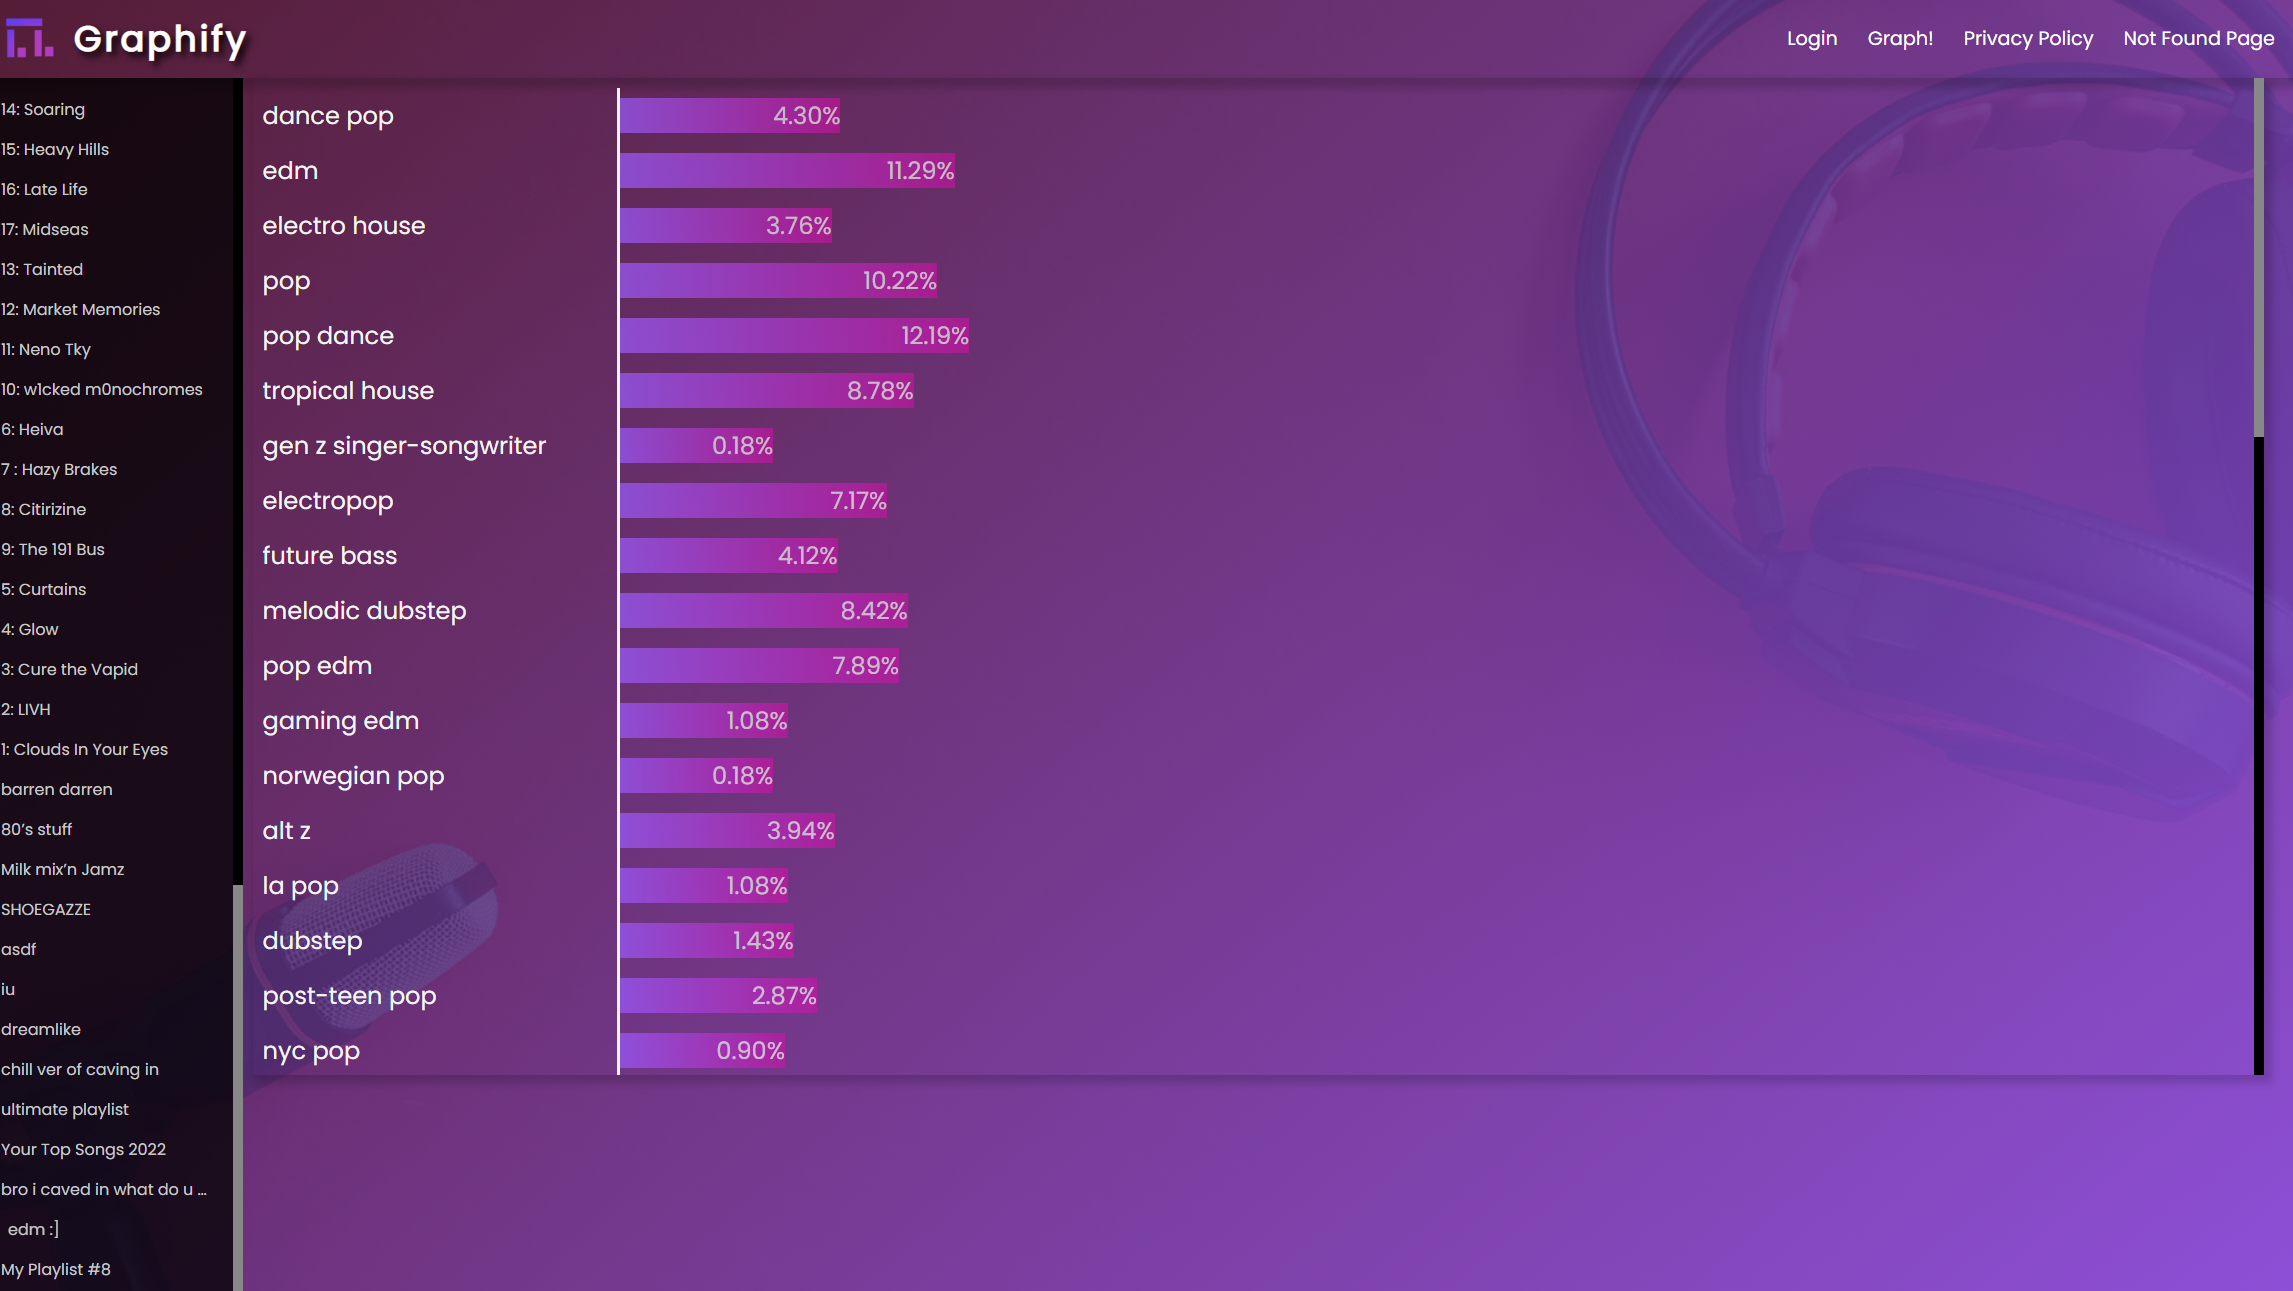 Graphify
Login Graph! Privacy Policy Not Found Page
14: Soaring
15: Heavy Hills
16: Late Life
17: Midseas
13: Tainted
12: Market Memories
11: Neno Tky
10: w1cked m0nochromes
6: Heiva
7 : Hazy Brakes
8: Citirizine
9: The 191 Bus
5: Curtains
4: Glow
3: Cure the Vapid
2: LIVH
1: Clouds In Your Eyes
barren darren
80's stuff
Milk mix'n Jamz
SHOEGAZZE
asdf
iu
dreamlike
chill ver of caving in
ultimate playlist
Your Top Songs 2022
bro i caved in what do u ...
edm :]
My Playlist #8
dance pop 4.30%
edm 11.29%
electro house 3.76%
pop 10.22%
pop dance 12.19%
tropical house 8.78%
gen z singer-songwriter 0.18%
electropop 7.17%
future bass 4.12%
melodic dubstep 8.42%
pop edm 7.89%
gaming edm 1.08%
norwegian pop 0.18%
alt z 3.94%
la pop 1.08%
dubstep 1.43%
post-teen pop 2.87%
nyc pop 0.90%